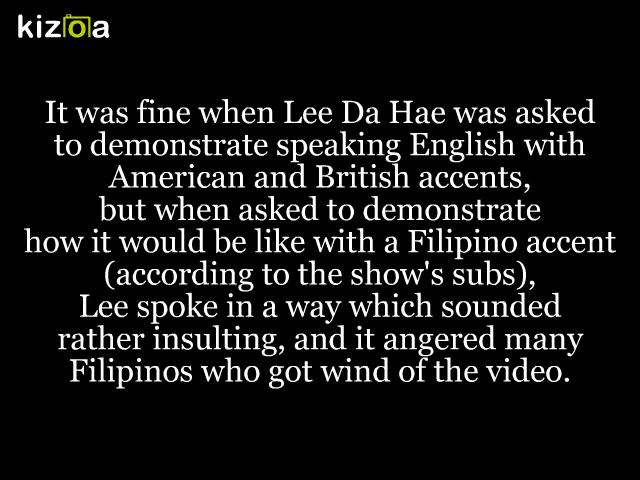 kizoa
It was fine when Lee Da Hae was asked
to demonstrate speaking English with
American and British accents,
but when asked to demonstrate
how it would be like with a Filipino accent
(according to the show's subs),
Lee spoke in a way which sounded
rather insulting, and it angered many
Filipinos who got wind of the video.